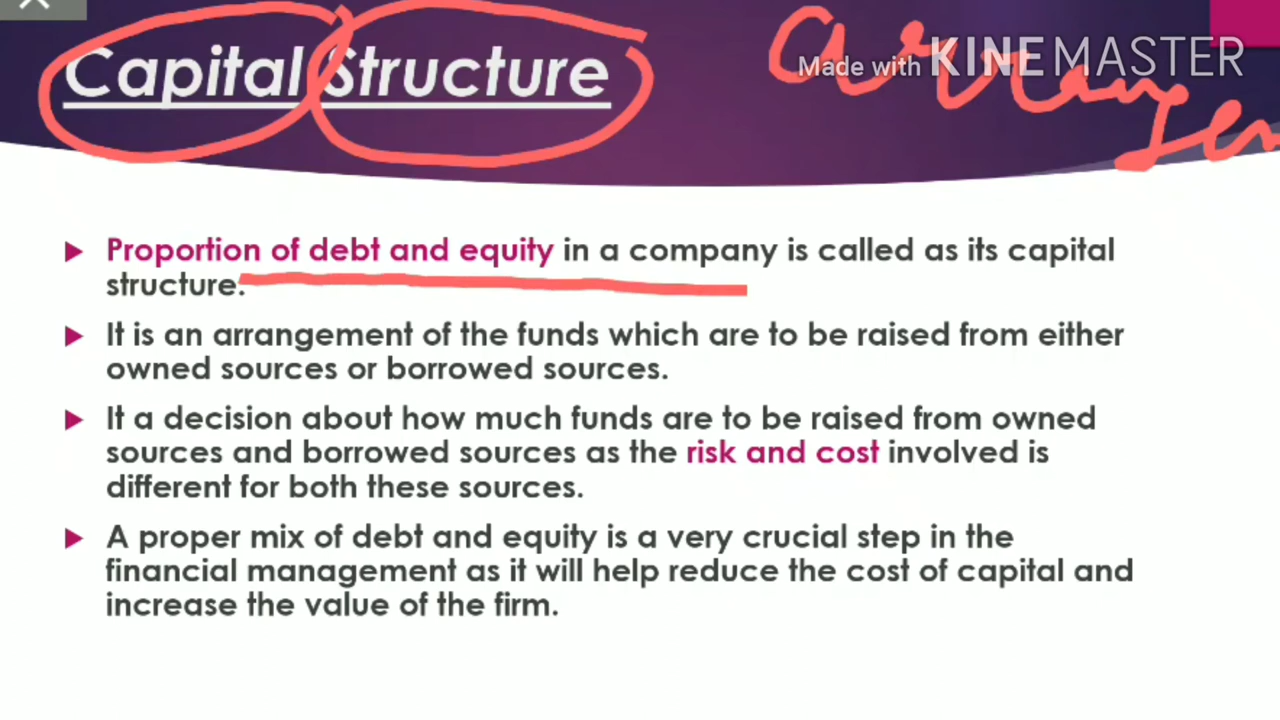 Capital Structure
Made with KINEMASTER
Proportion of debt and equity in a company is called as its capital
structure.
It is an arrangement of the funds which are to be raised from either
owned sources or borrowed sources.
It a decision about how much funds are to be raised from owned
sources and borrowed sources as the risk and cost involved is
different for both these sources.
A proper mix of debt and equity is a very crucial step in the
financial management as it will help reduce the cost of capital and
increase the value of the firm.